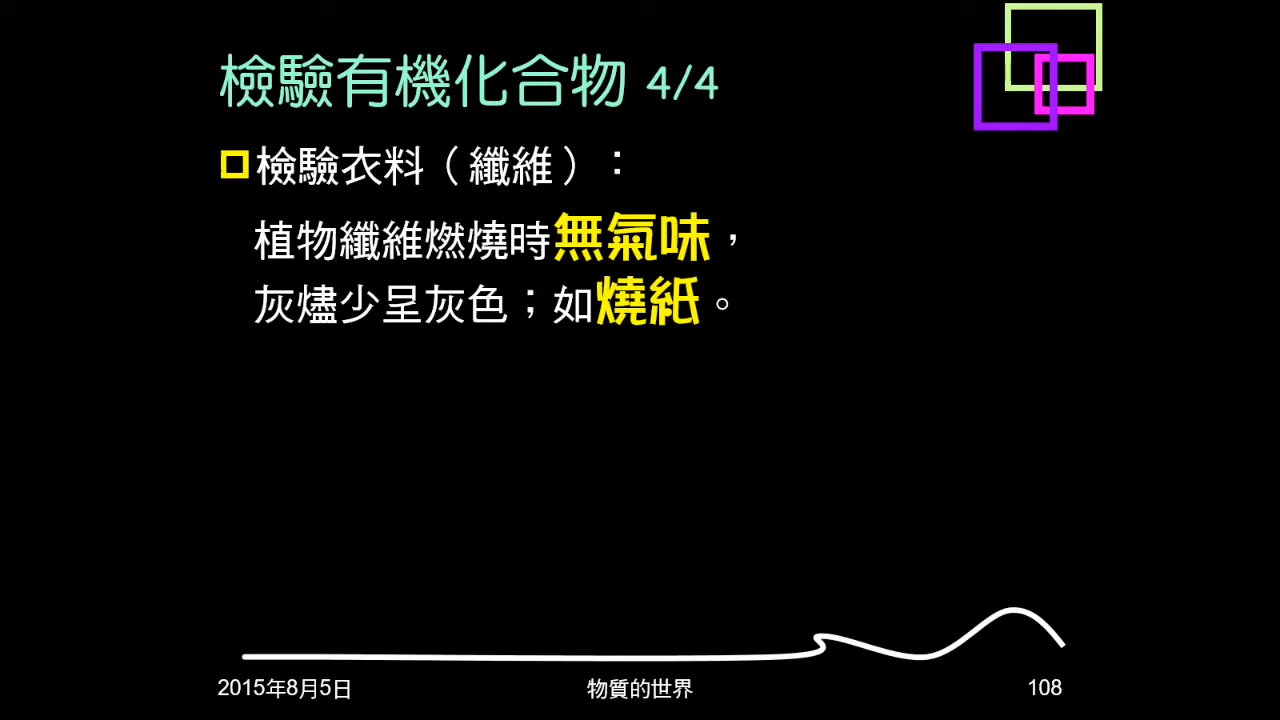 檢驗有機化合物 4/4
檢驗衣料（纖維）：
植物纖維燃燒時無氣味，
灰燼少呈灰色；如燒紙。
2015年8月5日 物質的世界 108